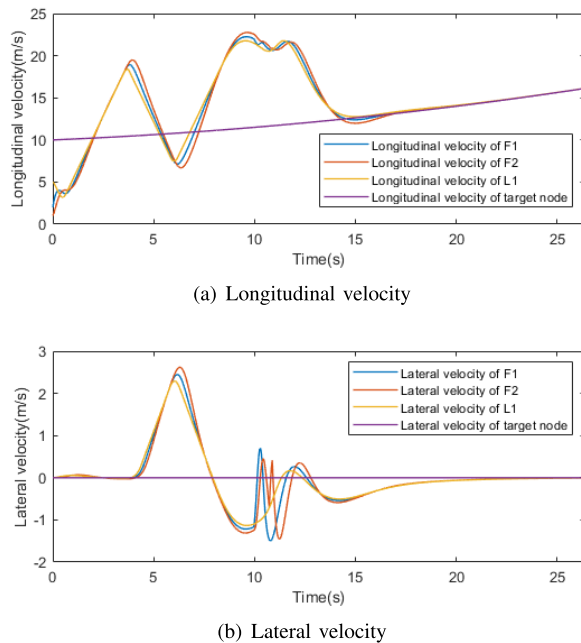 25
20
15
10
5
0
Longitudinal velocity(m/s)
Longitudinal velocity of F1
Longitudinal velocity of F2
Longitudinal velocity of L1
Longitudinal velocity of target node
0 5 10 15 20 25
Time(s)
(a) Longitudinal velocity
3
2
1
0
-1
-2
Lateral velocity(m/s)
Lateral velocity of F1
Lateral velocity of F2
Lateral velocity of L1
Lateral velocity of target node
0 5 10 15 20 25
Time(s)
(b) Lateral velocity